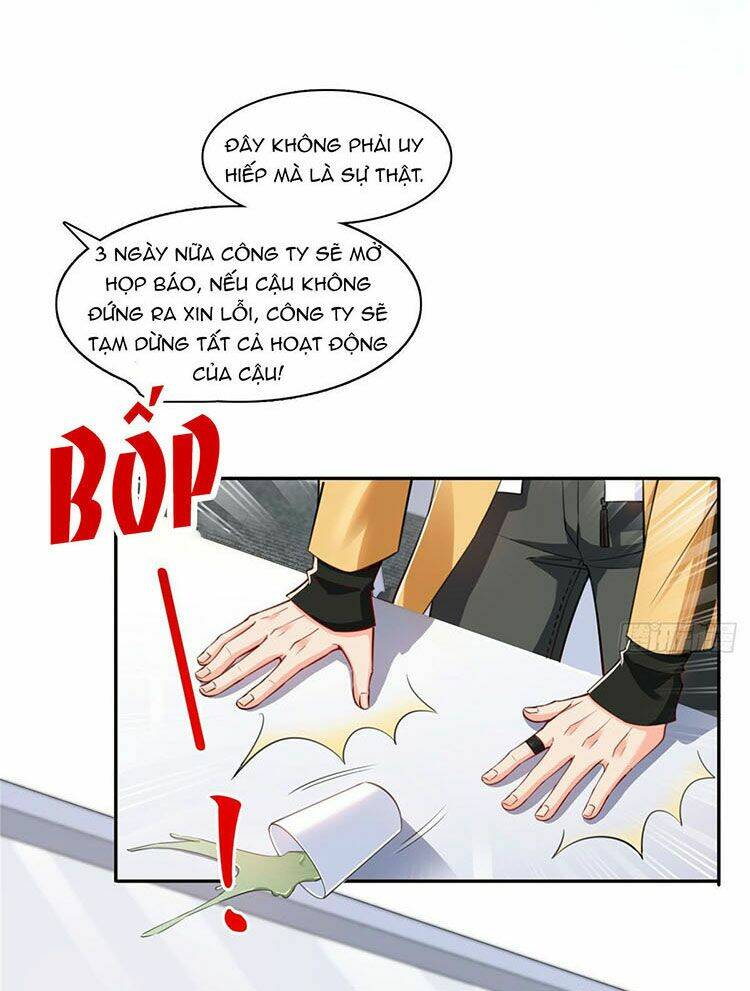 ĐÂY KHÔNG PHẢI UY
HIẾP MÀ LÀ SỰ THẬT.
3 NGÀY NỮA CÔNG TY SẼ MỞ
HỌP BÁO, NẾU CẬU KHÔNG
ĐỨNG RA XIN LỖI, CÔNG TY SẼ
TẠM DỪNG TẤT CẢ HOẠT ĐỘNG
CỦA CẬU!
BỐP
!